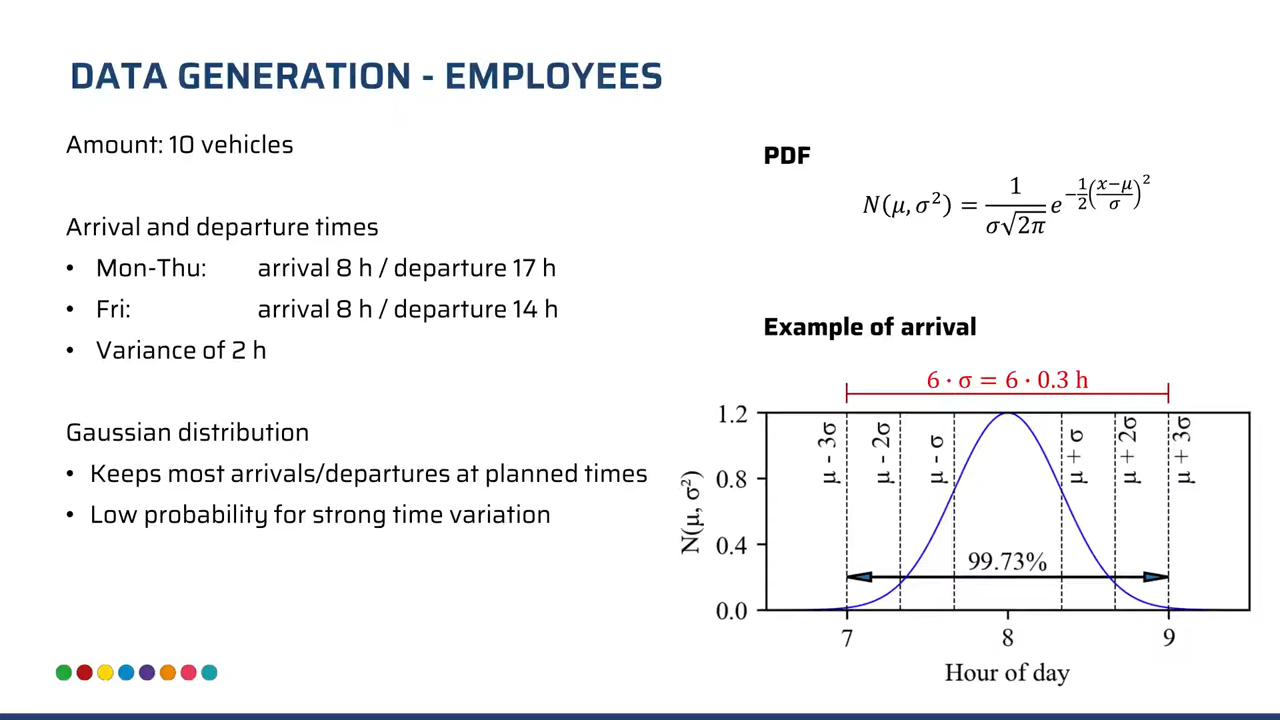 DATA GENERATION - EMPLOYEES
Amount: 10 vehicles
Arrival and departure times
• Mon-Thu: arrival 8 h / departure 17 h
• Fri: arrival 8 h / departure 14 h
• Variance of 2 h
Gaussian distribution
• Keeps most arrivals/departures at planned times
• Low probability for strong time variation
PDF
N(μ, σ²) = 1/(σ√2π) e^(-1/2((x−μ)/σ)²)
Example of arrival
6 · σ = 6 · 0.3 h
1.2
0.8
0.4
0.0
N(μ, σ²)
μ - 3σ
μ - 2σ
μ - σ
μ + σ
μ + 2σ
μ + 3σ
99.73%
7 8 9
Hour of day